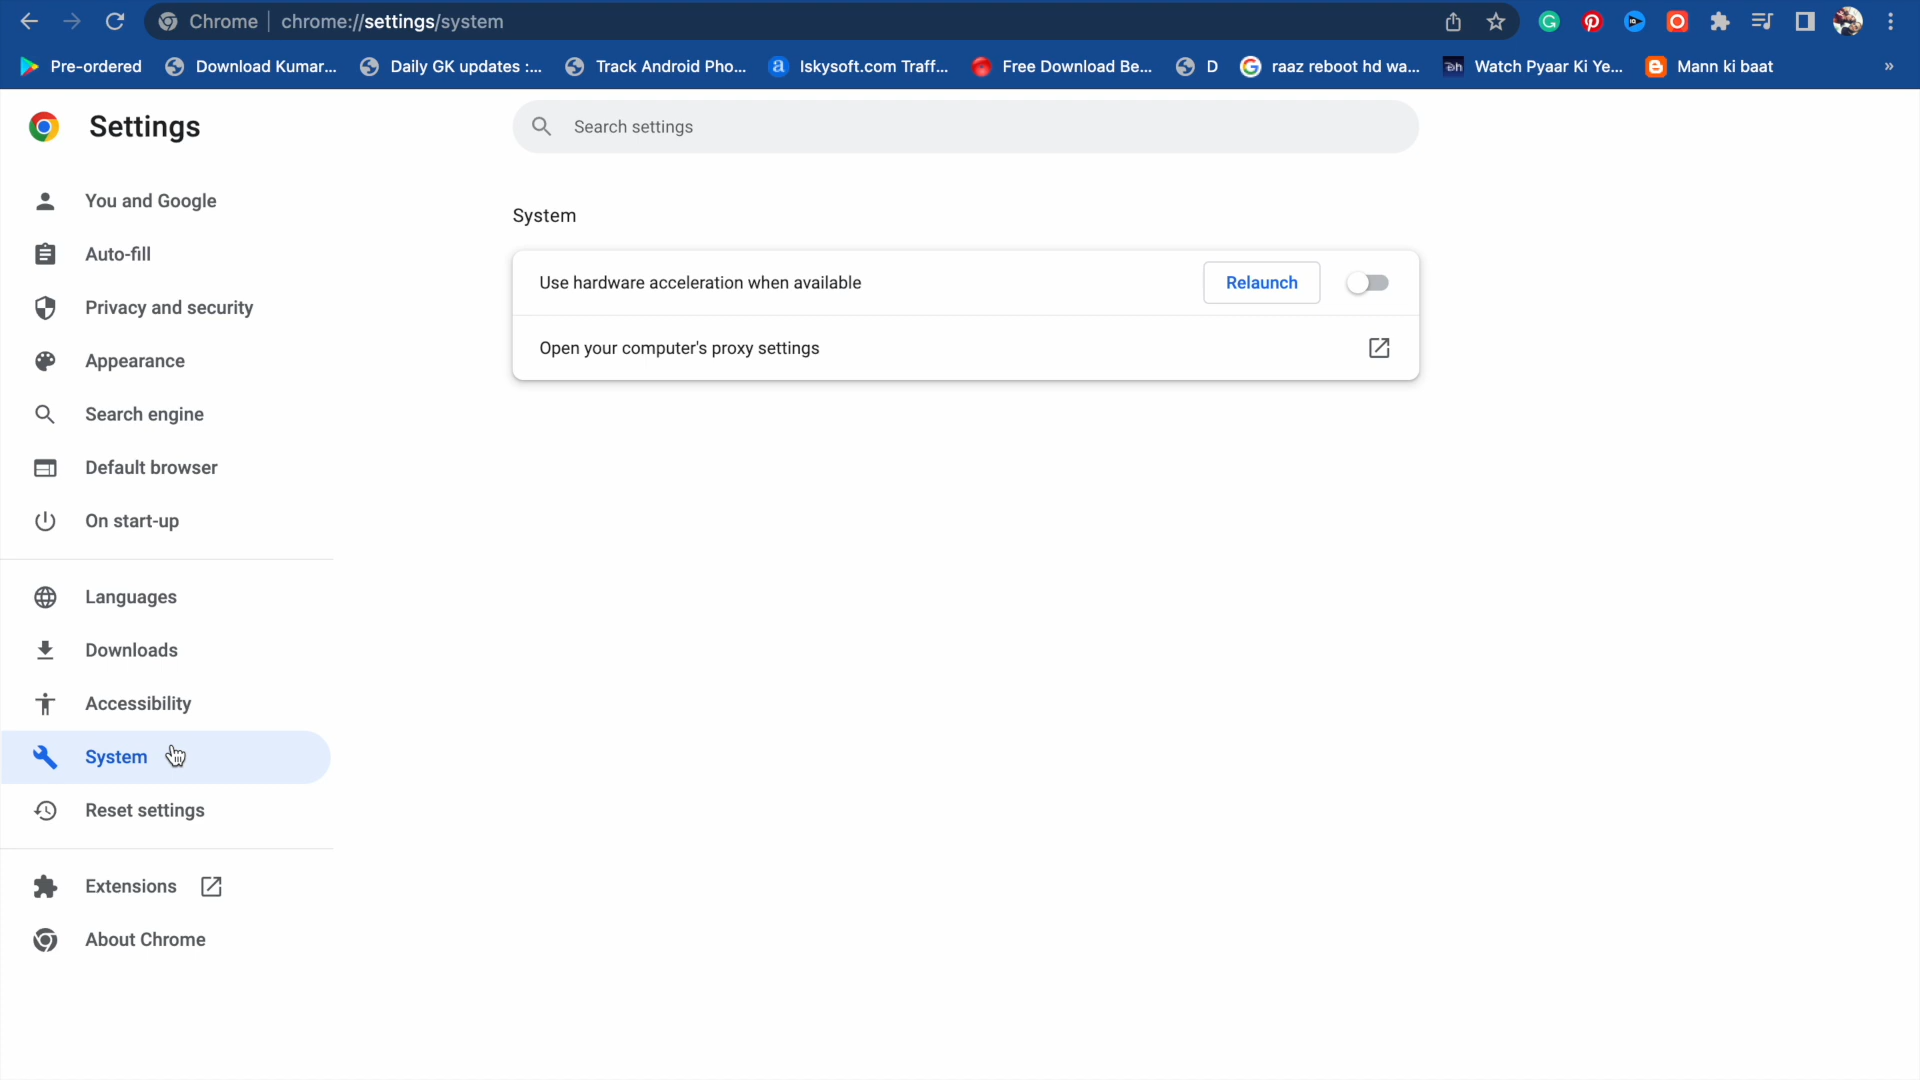 Chrome | chrome://settings/system
Pre-ordered Download Kumar... Daily GK updates :... Track Android Pho... Iskysoft.com Traff... Free Download Be... D raaz reboot hd wa... Watch Pyaar Ki Ye... Mann ki baat »
Settings
Search settings
You and Google
Auto-fill
Privacy and security
Appearance
Search engine
Default browser
On start-up
Languages
Downloads
Accessibility
System
Reset settings
Extensions
About Chrome
System
Use hardware acceleration when available Relaunch
Open your computer's proxy settings